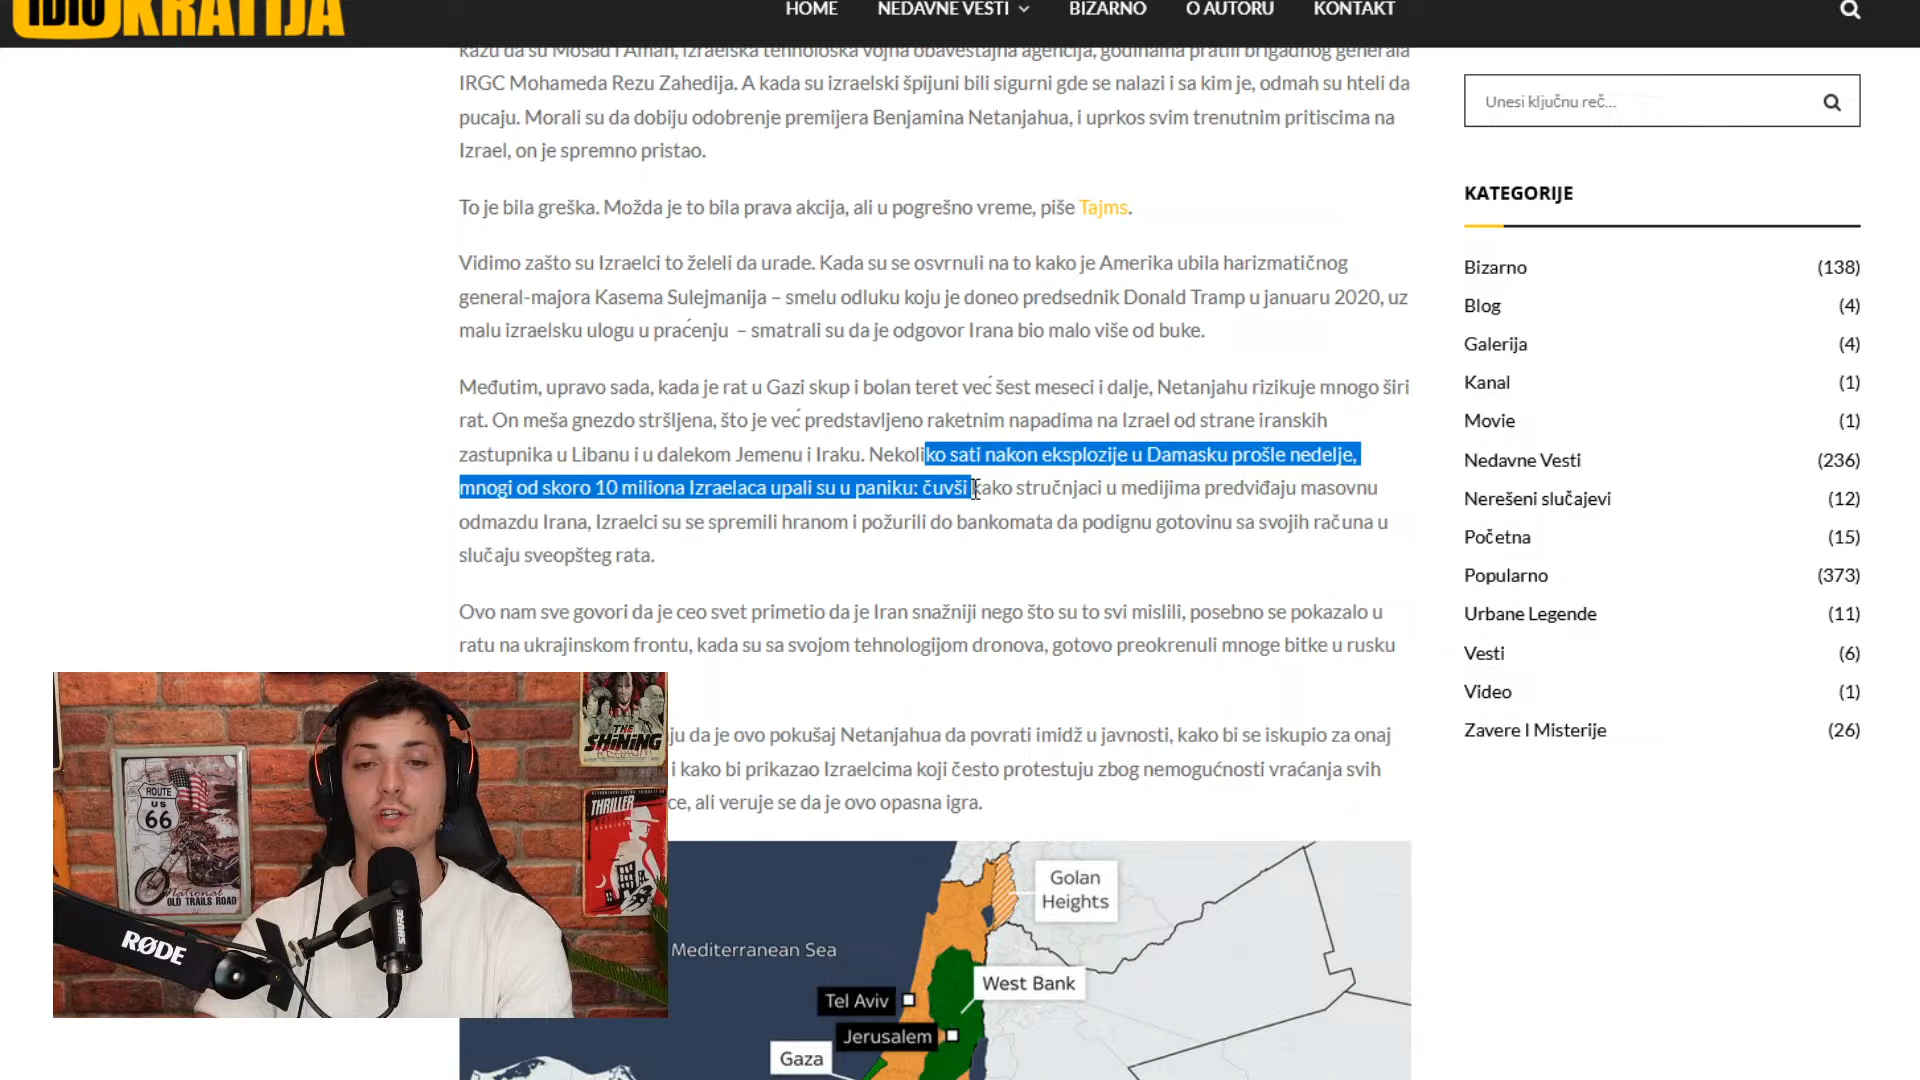 IDIO KRATIJA
HOME NEDAVNE VESTI BIZARNO O AUTORU KONTAKT
kažu da su Mosad i Aman, izraelska tehnološka vojna obaveštajna agencija, godinama pratili brigadnog generala
IRGC Mohameda Rezu Zahedija. A kada su izraelski špijuni bili sigurni gde se nalazi i sa kim je, odmah su hteli da
pucaju. Morali su da dobiju odobrenje premijera Benjamina Netanjahua, i uprkos svim trenutnim pritiscima na
Izrael, on je spremno pristao.
To je bila greška. Možda je to bila prava akcija, ali u pogrešno vreme, piše Tajms.
Vidimo zašto su Izraelci to želeli da urade. Kada su se osvrnuli na to kako je Amerika ubila harizmatičnog
general-majora Kasema Sulejmanija – smelu odluku koju je doneo predsednik Donald Tramp u januaru 2020, uz
malu izraelsku ulogu u praćenju – smatrali su da je odgovor Irana bio malo više od buke.
Međutim, upravo sada, kada je rat u Gazi skup i bolan teret već šest meseci i dalje, Netanjahu rizikuje mnogo širi
rat. On meša gnezdo stršljena, što je već predstavljeno raketnim napadima na Izrael od strane iranskih
zastupnika u Libanu i u dalekom Jemenu i Iraku. Nekoliko sati nakon eksplozije u Damasku prošle nedelje,
mnogi od skoro 10 miliona Izraelaca upali su u paniku: čuvši kako stručnjaci u medijima predviđaju masovnu
odmazdu Irana, Izraelci su se spremili hranom i požurili do bankomata da podignu gotovinu sa svojih računa u
slučaju sveopšteg rata.
Ovo nam sve govori da je ceo svet primetio da je Iran snažniji nego što su to svi mislili, posebno se pokazalo u
ratu na ukrajinskom frontu, kada su sa svojom tehnologijom dronova, gotovo preokrenuli mnoge bitke u rusku
ju da je ovo pokušaj Netanjahua da povrati imidž u javnosti, kako bi se iskupio za onaj
i kako bi prikazao Izraelcima koji često protestuju zbog nemogućnosti vraćanja svih
ce, ali veruje se da je ovo opasna igra.
Unesi ključnu reč...
KATEGORIJE
Bizarno (138)
Blog (4)
Galerija (4)
Kanal (1)
Movie (1)
Nedavne Vesti (236)
Nerešeni slučajevi (12)
Početna (15)
Popularno (373)
Urbane Legende (11)
Vesti (6)
Video (1)
Zavere I Misterije (26)
Golan
Heights
Mediterranean Sea
West Bank
Tel Aviv
Jerusalem
Gaza
ROUTE
US
66
National
OLD TRAILS ROAD
THE
SHiNiNG
THRILLER
RØDE
SHURE